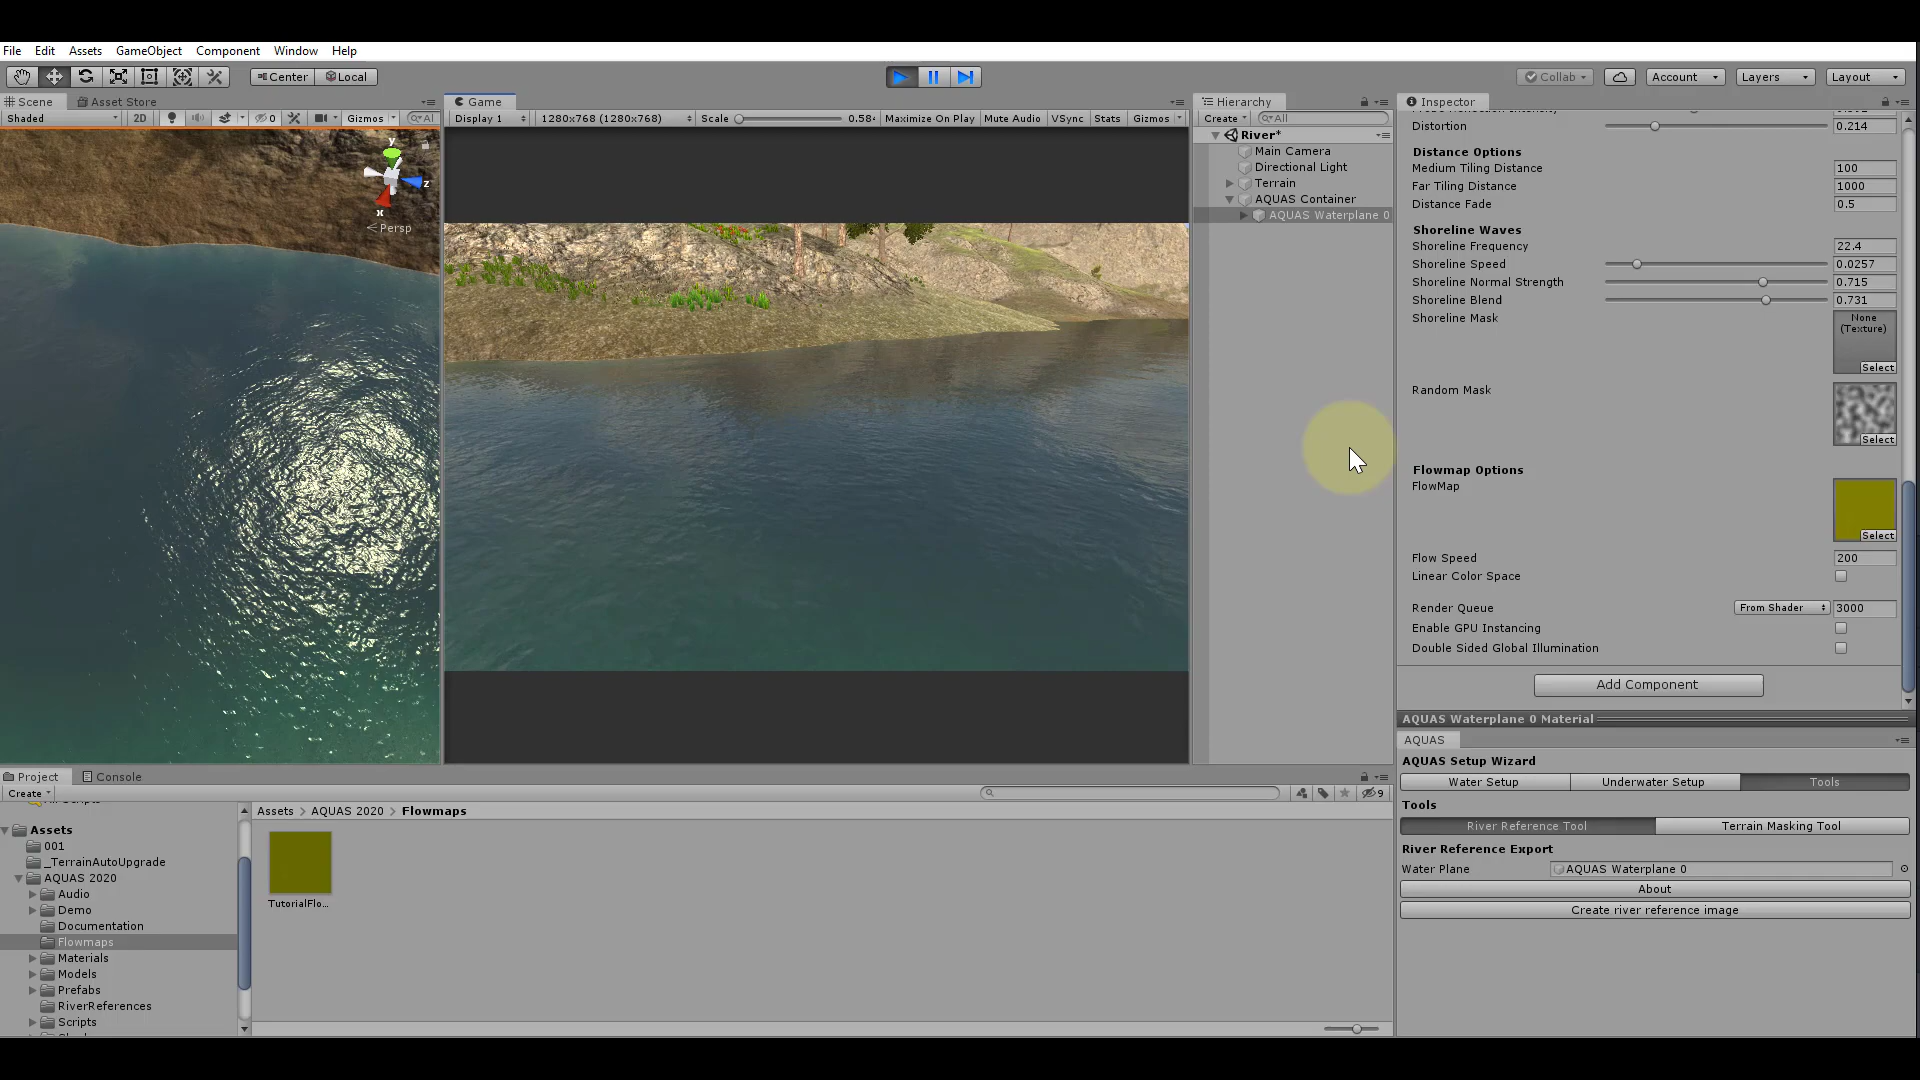 File Edit Assets GameObject Component Window Help
Center Local Collab Account Layers Layout
Scene Asset Store
Shaded 2D 0 Gizmos All
y
z
x
Persp
Game
Display 1 1280x768 (1280x768) Scale 0.584 Maximize On Play Mute Audio VSync Stats Gizmos
Hierarchy
Create All
River*
Main Camera
Directional Light
Terrain
AQUAS Container
AQUAS Waterplane 0
Inspector
Distortion 0.214
Distance Options
Medium Tiling Distance 100
Far Tiling Distance 1000
Distance Fade 0.5
Shoreline Waves
Shoreline Frequency 22.4
Shoreline Speed 0.0257
Shoreline Normal Strength 0.715
Shoreline Blend 0.731
Shoreline Mask
None
(Texture)
Select
Random Mask
Select
Flowmap Options
FlowMap
Select
Flow Speed 200
Linear Color Space
Render Queue From Shader 3000
Enable GPU Instancing
Double Sided Global Illumination
Add Component
AQUAS Waterplane 0 Material
AQUAS
AQUAS Setup Wizard
Water Setup Underwater Setup Tools
Tools
River Reference Tool Terrain Masking Tool
River Reference Export
Water Plane AQUAS Waterplane 0
About
Create river reference image
Project Console
Create 9
Assets
001
_TerrainAutoUpgrade
AQUAS 2020
Audio
Demo
Documentation
Flowmaps
Materials
Models
Prefabs
RiverReferences
Scripts
Assets > AQUAS 2020 > Flowmaps
TutorialFlo...